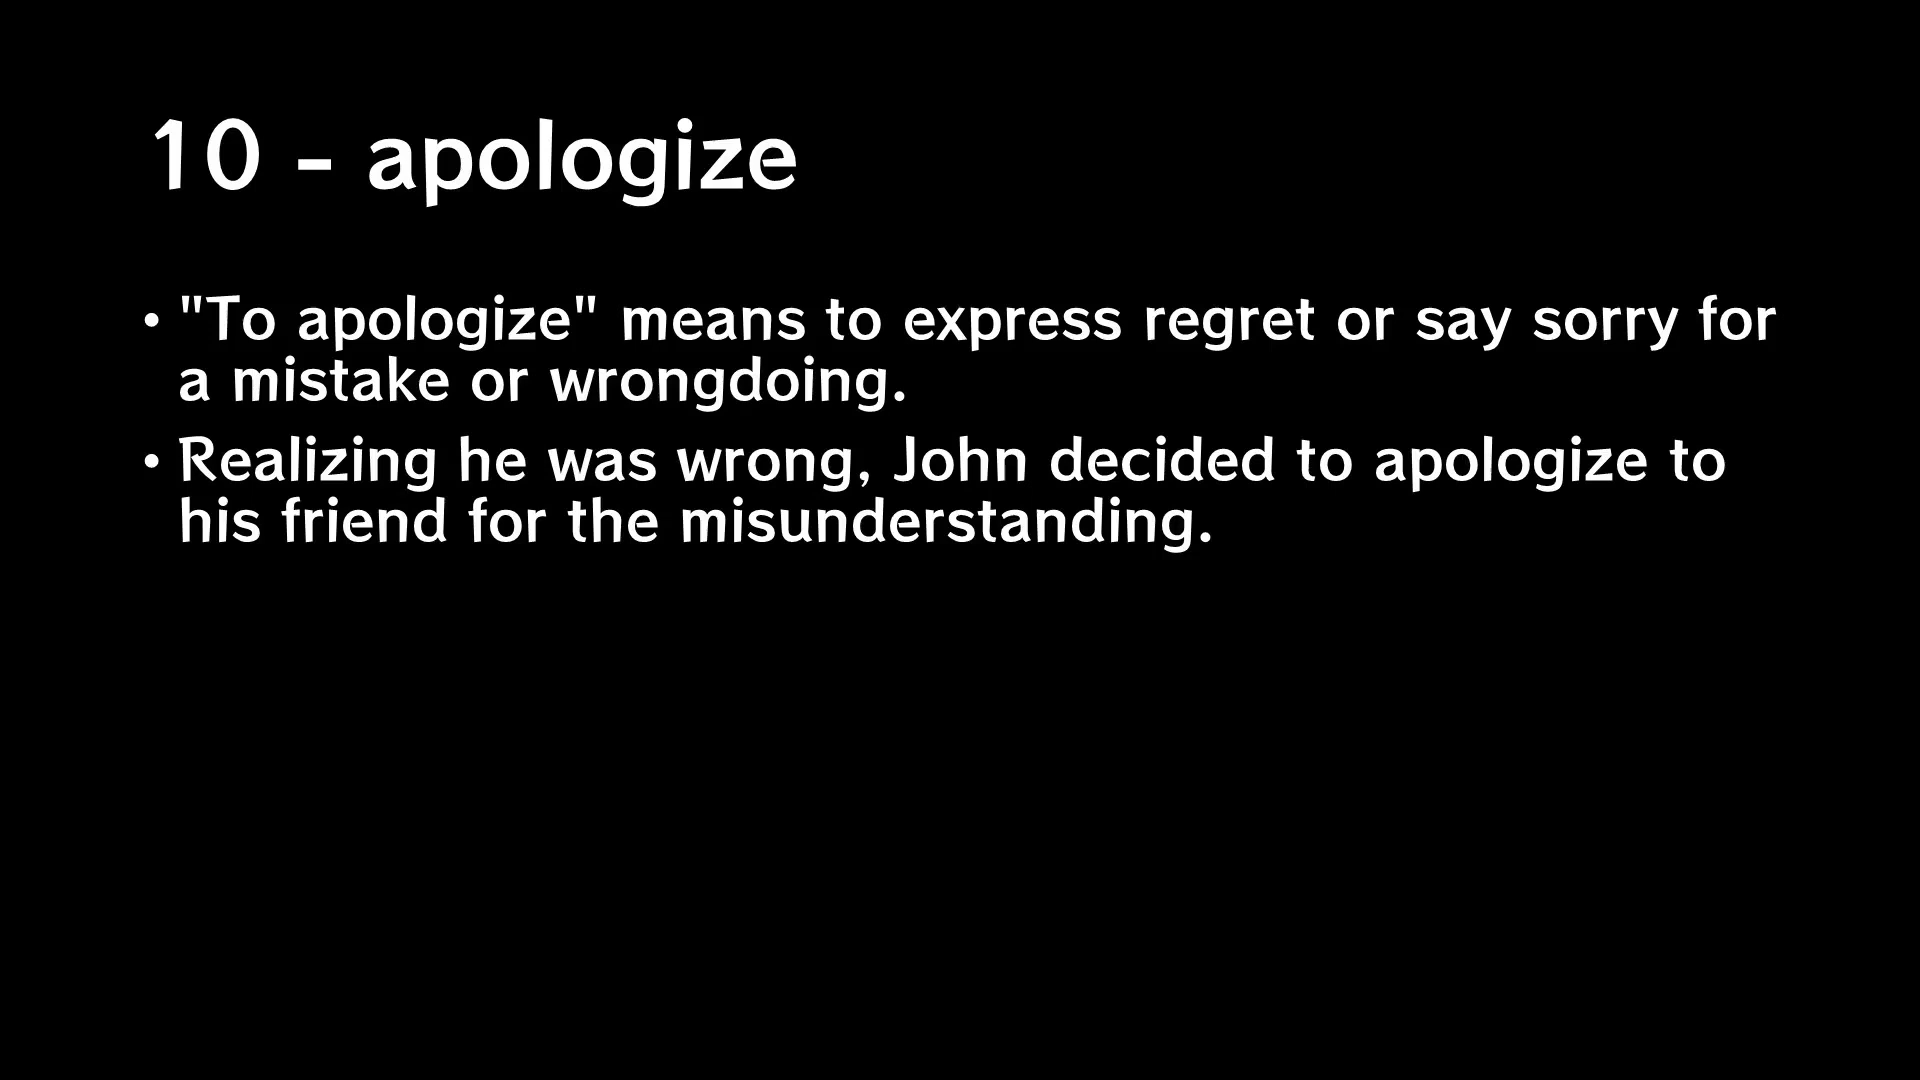 10 - apologize
• "To apologize" means to express regret or say sorry for
a mistake or wrongdoing.
• Realizing he was wrong, John decided to apologize to
his friend for the misunderstanding.